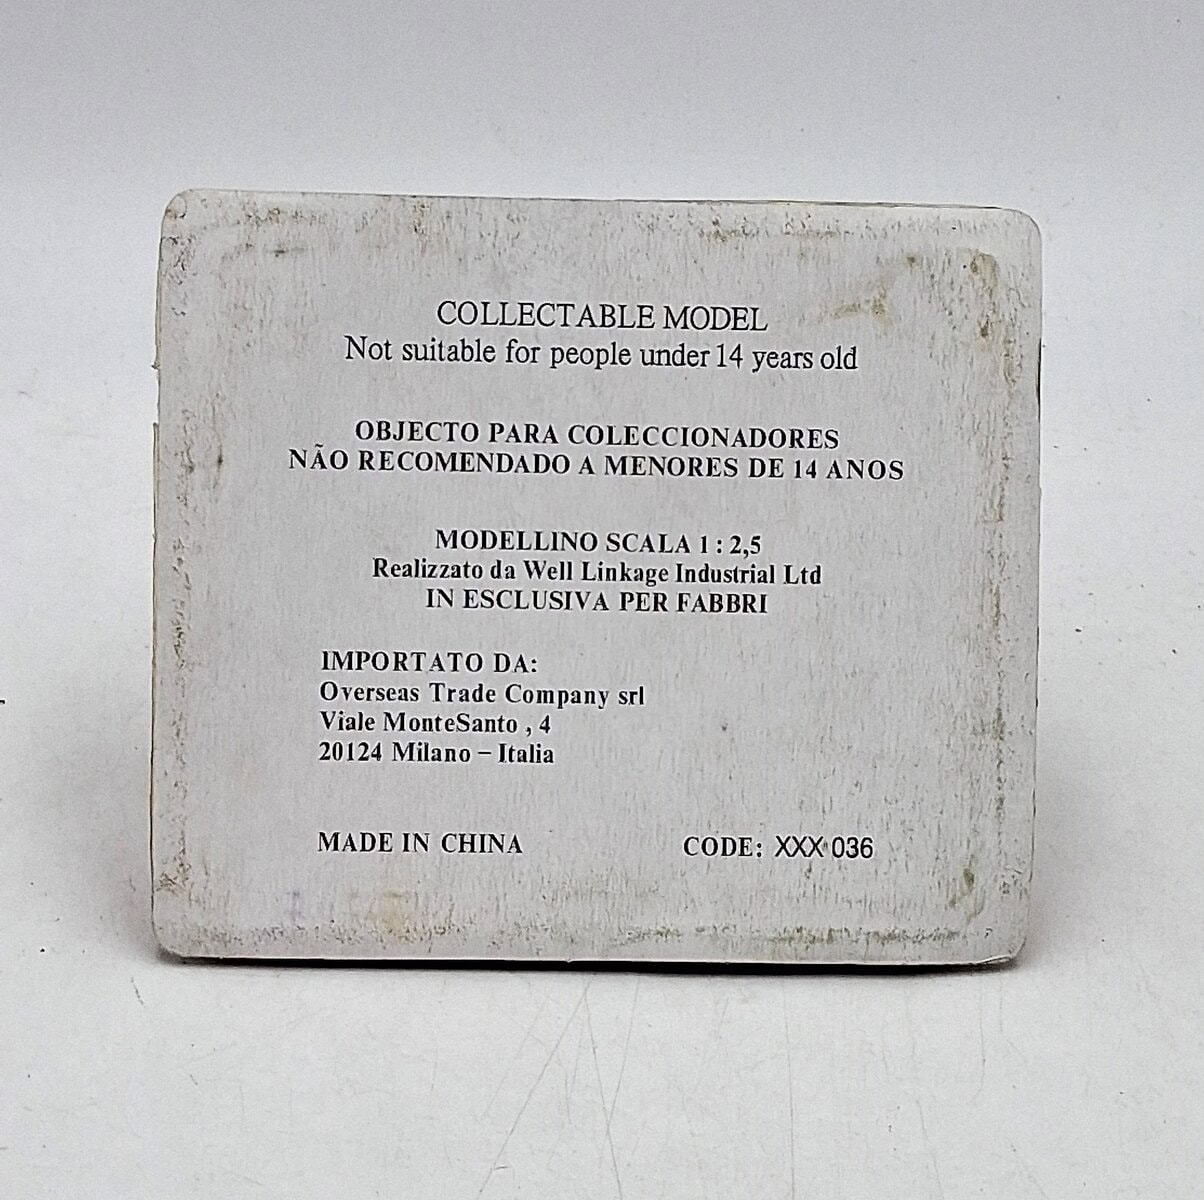 COLLECTABLE MODEL
Not suitable for people under 14 years old
OBJECTO PARA COLECCIONADORES
NÃO RECOMENDADO A MENORES DE 14 ANOS
MODELLINO SCALA 1 : 2,5
Realizzato da Well Linkage Industrial Ltd
IN ESCLUSIVA PER FABBRI
IMPORTATO DA:
Overseas Trade Company srl
Viale MonteSanto , 4
20124 Milano – Italia
MADE IN CHINA CODE: XXX 036